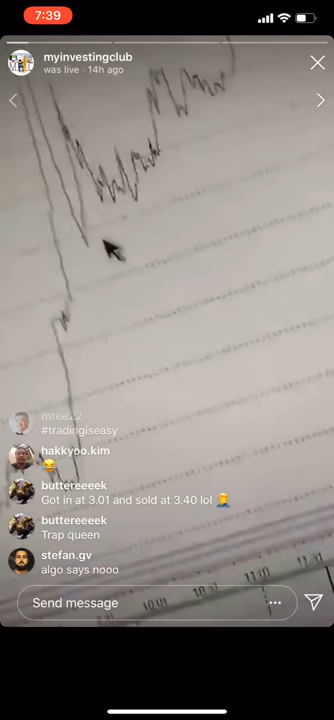 7:39
myinvestingclub
was live · 14h ago
mtee22
#tradingiseasy
hakkyoo.kim
😂
buttereeeek
Got in at 3.01 and sold at 3.40 lol 🤦‍♂️
buttereeeek
Trap queen
stefan.gv
algo says nooo
Send message